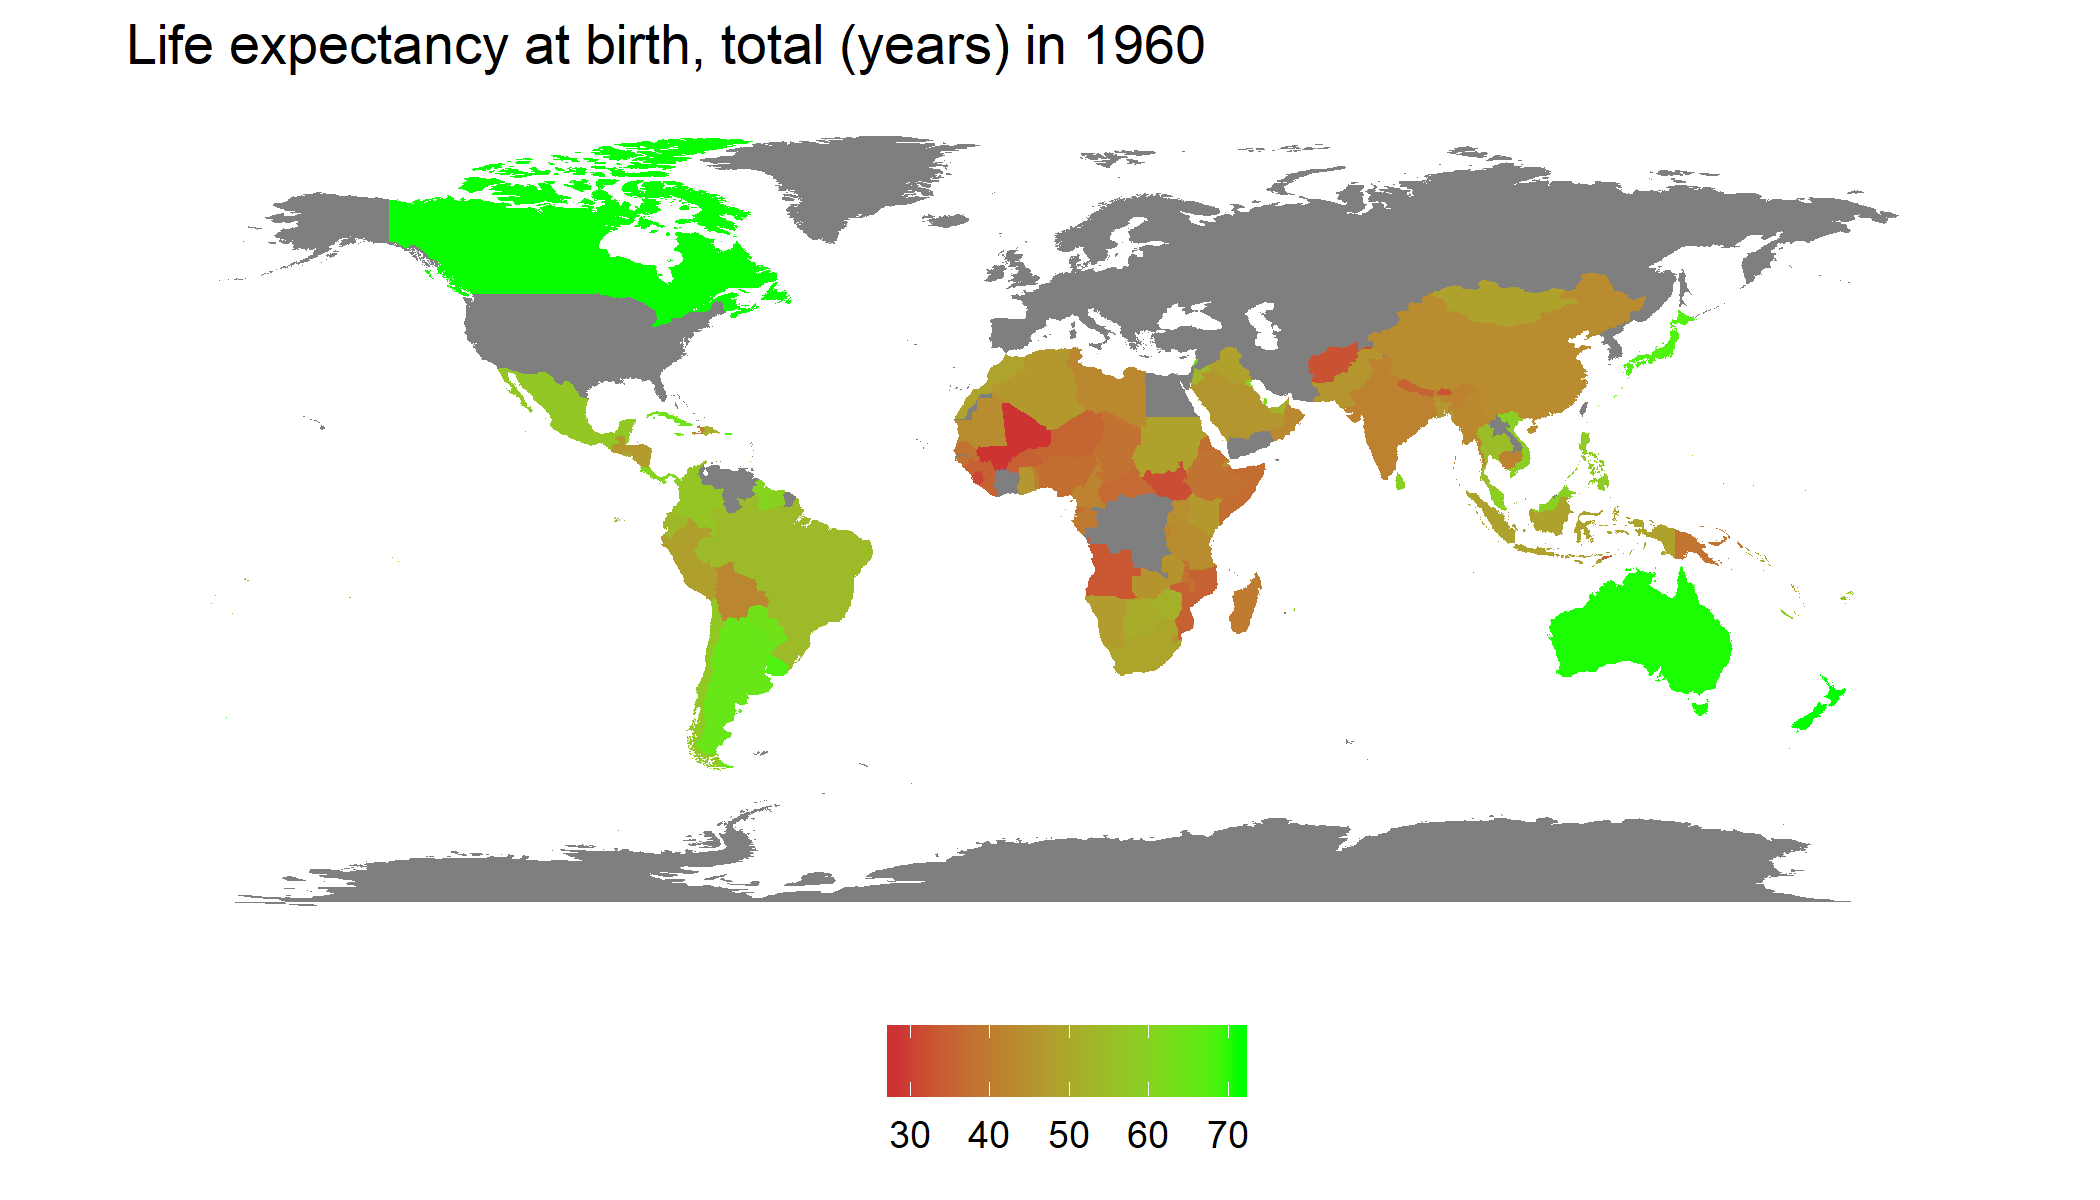 Life expectancy at birth, total (years) in 1960
30 40 50 60 70